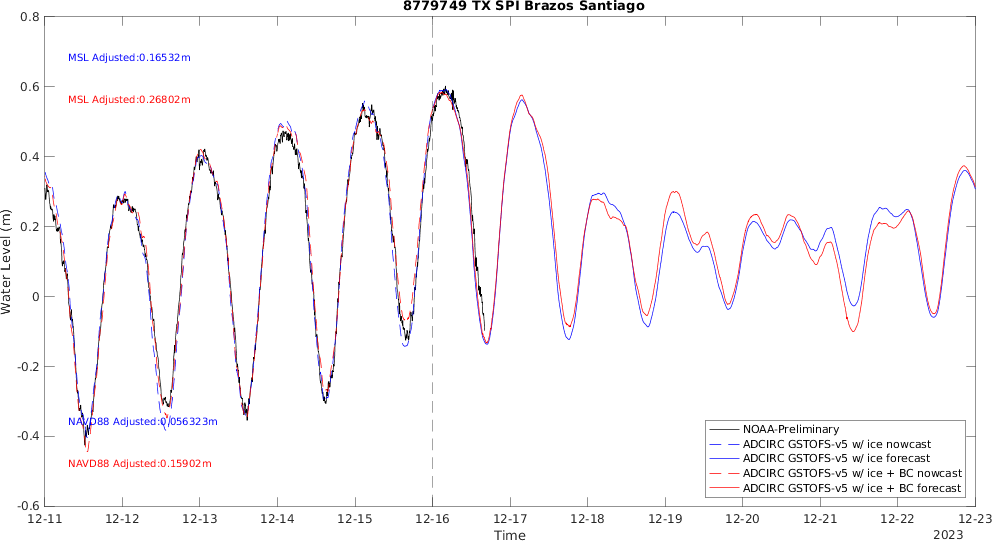 8779749 TX SPI Brazos Santiago
Water Level (m)
0.8
0.6
0.4
0.2
0
-0.2
-0.4
-0.6
MSL Adjusted:0.16532m
MSL Adjusted:0.26802m
NAVD88 Adjusted:0.056323m
NAVD88 Adjusted:0.15902m
NOAA-Preliminary
ADCIRC GSTOFS-v5 w/ ice nowcast
ADCIRC GSTOFS-v5 w/ ice forecast
ADCIRC GSTOFS-v5 w/ ice + BC nowcast
ADCIRC GSTOFS-v5 w/ ice + BC forecast
12-11 12-12 12-13 12-14 12-15 12-16 12-17 12-18 12-19 12-20 12-21 12-22 12-23
Time
2023